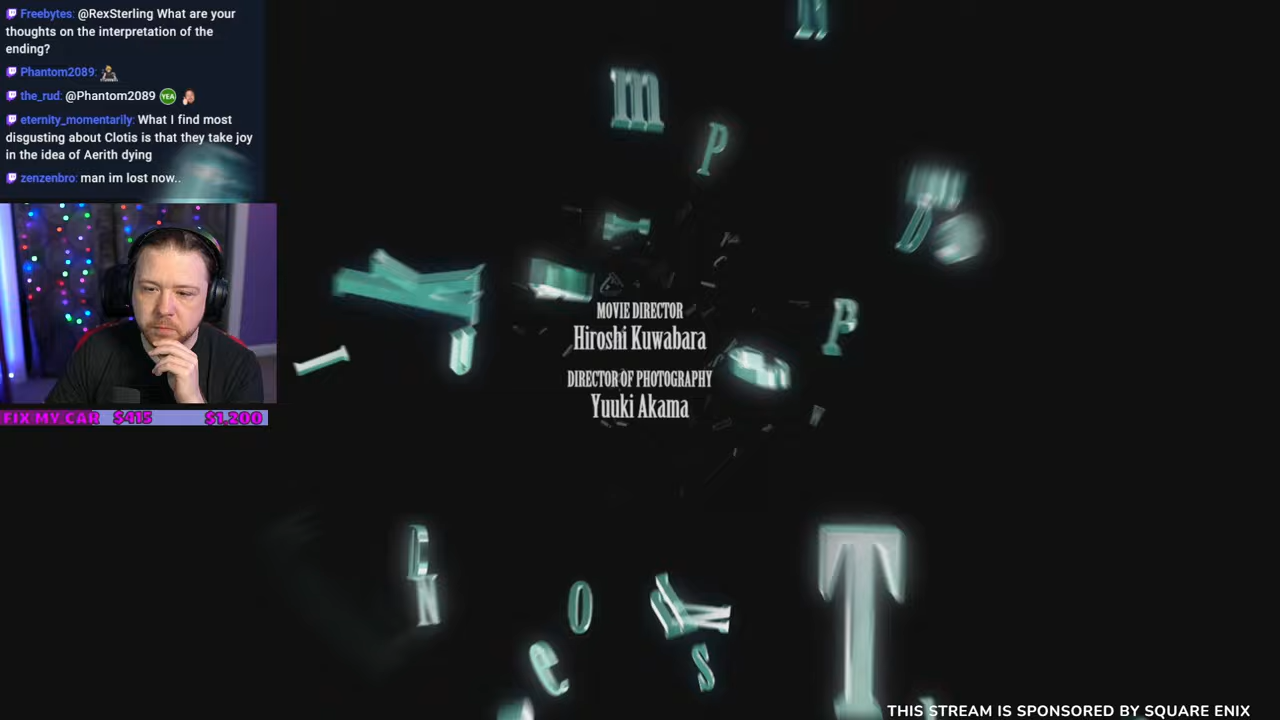 Freebytes: @RexSterling What are your
thoughts on the interpretation of the
ending?
Phantom2089:
the_rud: @Phantom2089 YEA
eternity_momentarily: What I find most
disgusting about Clotis is that they take joy
in the idea of Aerith dying
zenzenbro: man im lost now..
FIX MY CAR $415 $1,200
n
m
P
MOVIE DIRECTOR
Hiroshi Kuwabara
DIRECTOR OF PHOTOGRAPHY
Yuuki Akama
P
Y
T
N
o
e
s
THIS STREAM IS SPONSORED BY SQUARE ENIX